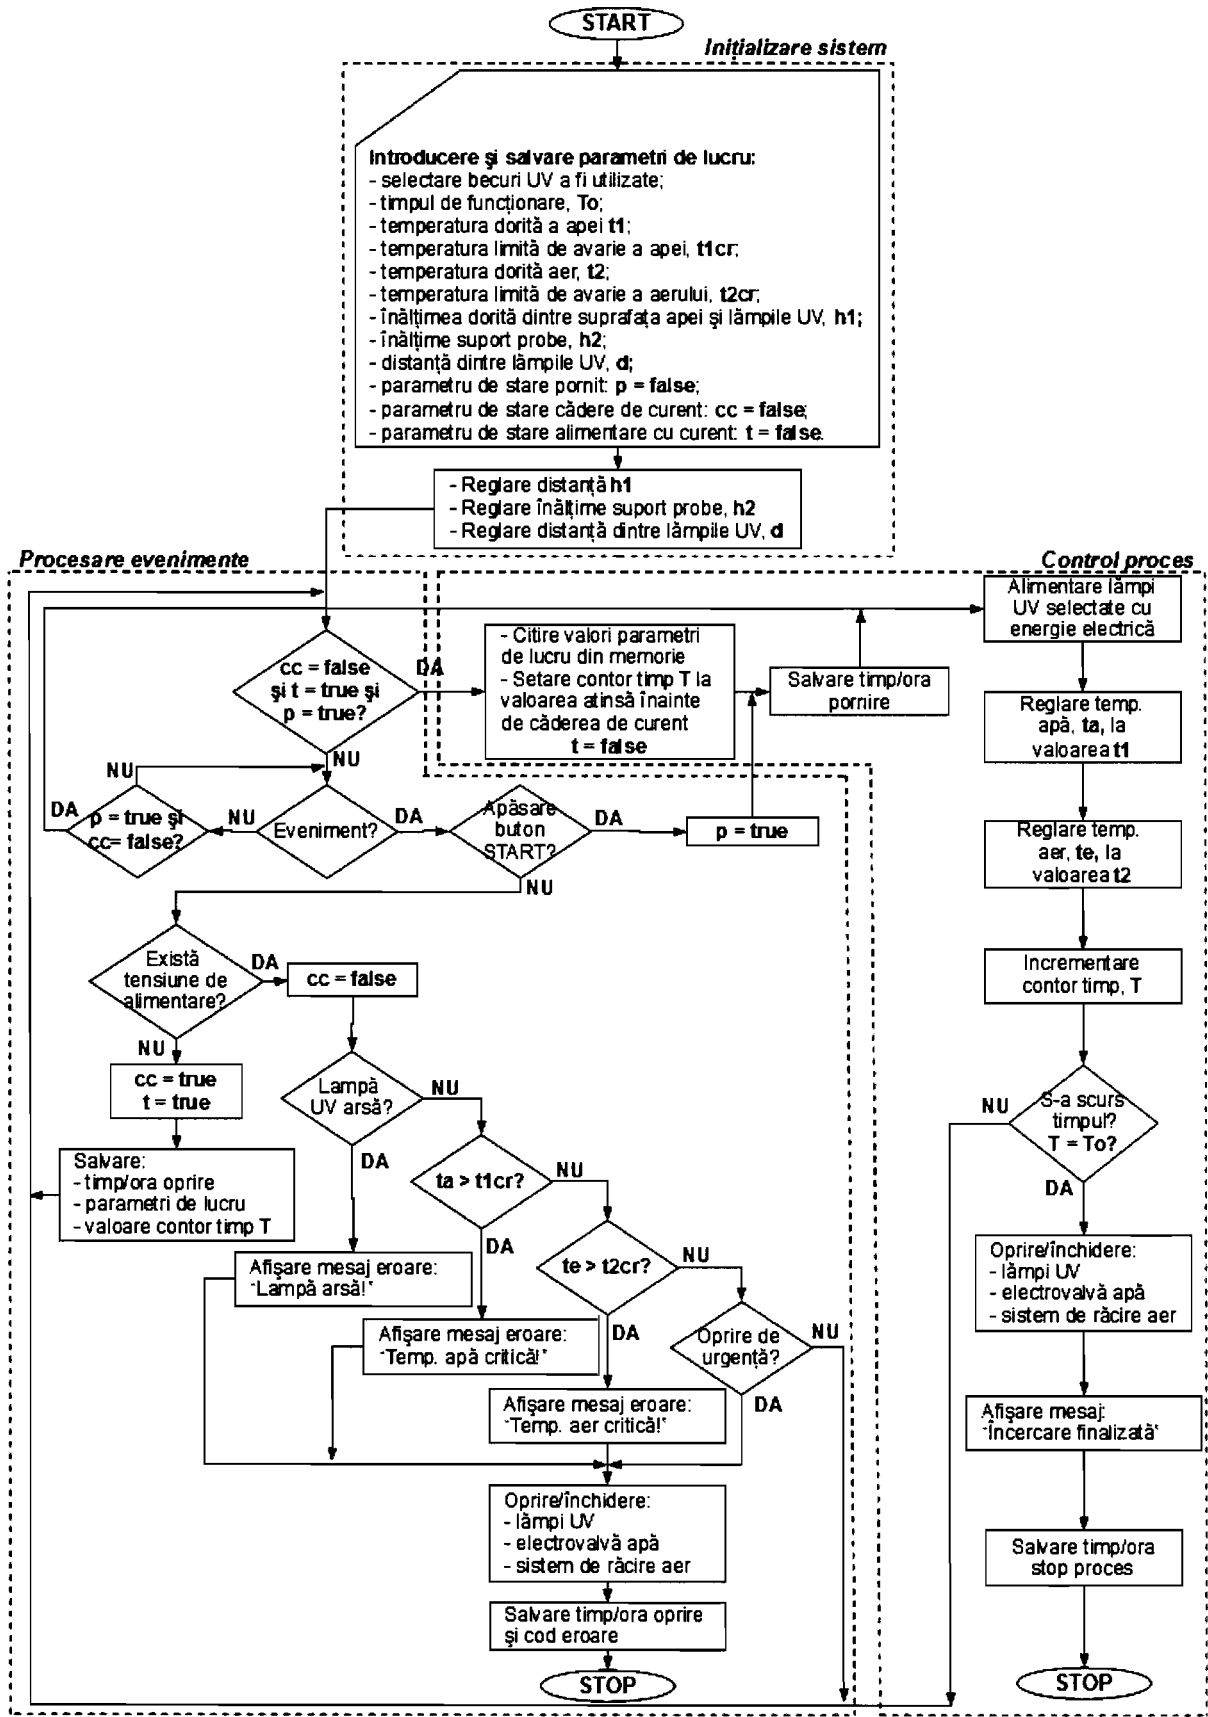 START
Inițializare sistem
Introducere și salvare parametri de lucru:
- selectare becuri UV a fi utilizate;
- timpul de funcționare, To;
- temperatura dorită a apei t1;
- temperatura limită de avarie a apei, t1cr;
- temperatura dorită aer, t2;
- temperatura limită de avarie a aerului, t2cr;
- înălțimea dorită dintre suprafața apei și lămpile UV, h1;
- înălțime suport probe, h2;
- distanță dintre lămpile UV, d;
- parametru de stare pornit: p = false;
- parametru de stare cădere de curent: cc = false;
- parametru de stare alimentare cu curent: t = false.
- Reglare distanță h1
- Reglare înălțime suport probe, h2
- Reglare distanță dintre lămpile UV, d
Procesare evenimente
cc = false
și t = true și
p = true?
DA
NU
NU
DA
p = true și
cc= false?
NU
Eveniment?
DA
Apăsare
buton
START?
DA
p = true
NU
Există
tensiune de
alimentare?
DA
cc = false
NU
cc = true
t = true
Salvare:
- timp/ora oprire
- parametri de lucru
- valoare contor timp T
Lampă
UV arsă?
NU
DA
ta > t1cr?
NU
DA
te > t2cr?
NU
DA
Oprire de
urgență?
NU
DA
Afișare mesaj eroare:
"Lampă arsă!"
Afișare mesaj eroare:
"Temp. apă critică!"
Afișare mesaj eroare:
"Temp. aer critică!"
Oprire/închidere:
- lămpi UV
- electrovalvă apă
- sistem de răcire aer
Salvare timp/ora oprire
și cod eroare
STOP
Control proces
- Citire valori parametri
de lucru din memorie
- Setare contor timp T la
valoarea atinsă înainte
de căderea de curent
t = false
Salvare timp/ora
pornire
Alimentare lămpi
UV selectate cu
energie electrică
Reglare temp.
apă, ta, la
valoarea t1
Reglare temp.
aer, te, la
valoarea t2
Incrementare
contor timp, T
S-a scurs
timpul?
T = To?
NU
DA
Oprire/închidere:
- lămpi UV
- electrovalvă apă
- sistem de răcire aer
Afișare mesaj:
"Încercare finalizată"
Salvare timp/ora
stop proces
STOP